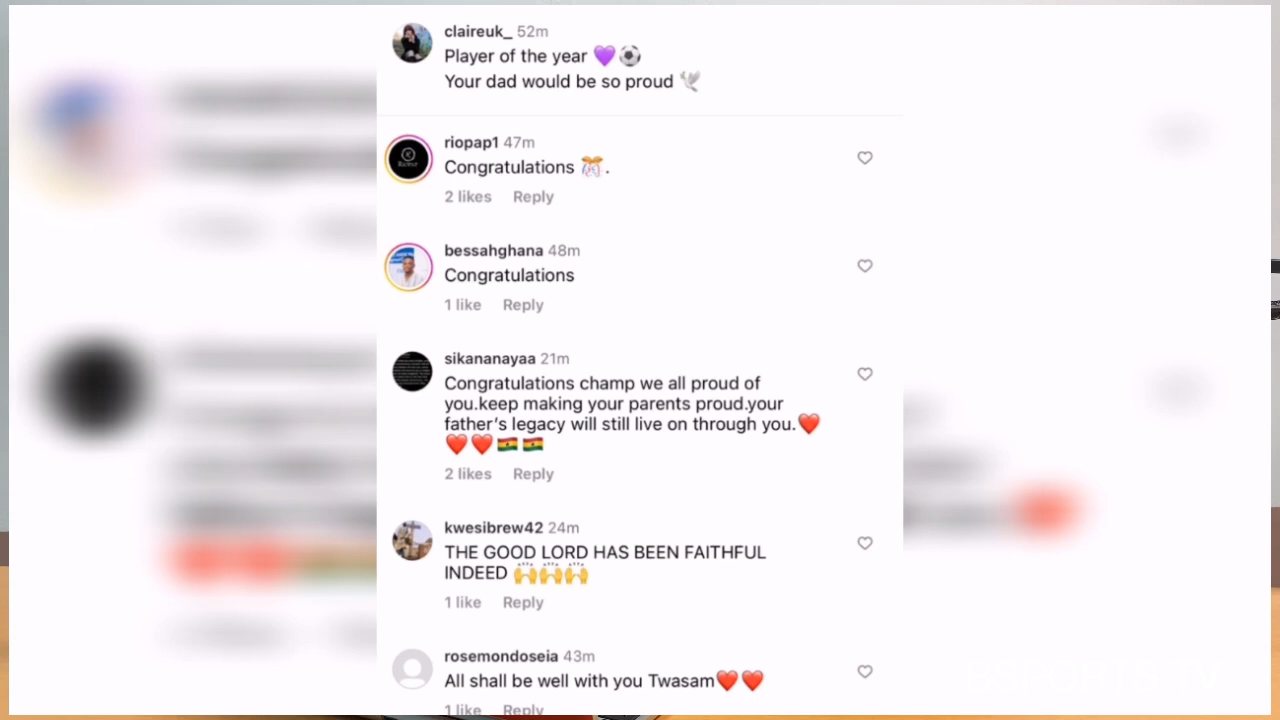 claireuk_ 52m
Player of the year 💜⚽
Your dad would be so proud 🕊️
riopap1 47m
Congratulations 🎊.
2 likes Reply
bessahghana 48m
Congratulations
1 like Reply
sikananayaa 21m
Congratulations champ we all proud of
you.keep making your parents proud.your
father's legacy will still live on through you.❤️
❤️❤️🇬🇭🇬🇭
2 likes Reply
kwesibrew42 24m
THE GOOD LORD HAS BEEN FAITHFUL
INDEED 🙌🙌🙌
1 like Reply
rosemondoseia 43m
All shall be well with you Twasam❤️❤️
1 like Reply
BSPORTS TV